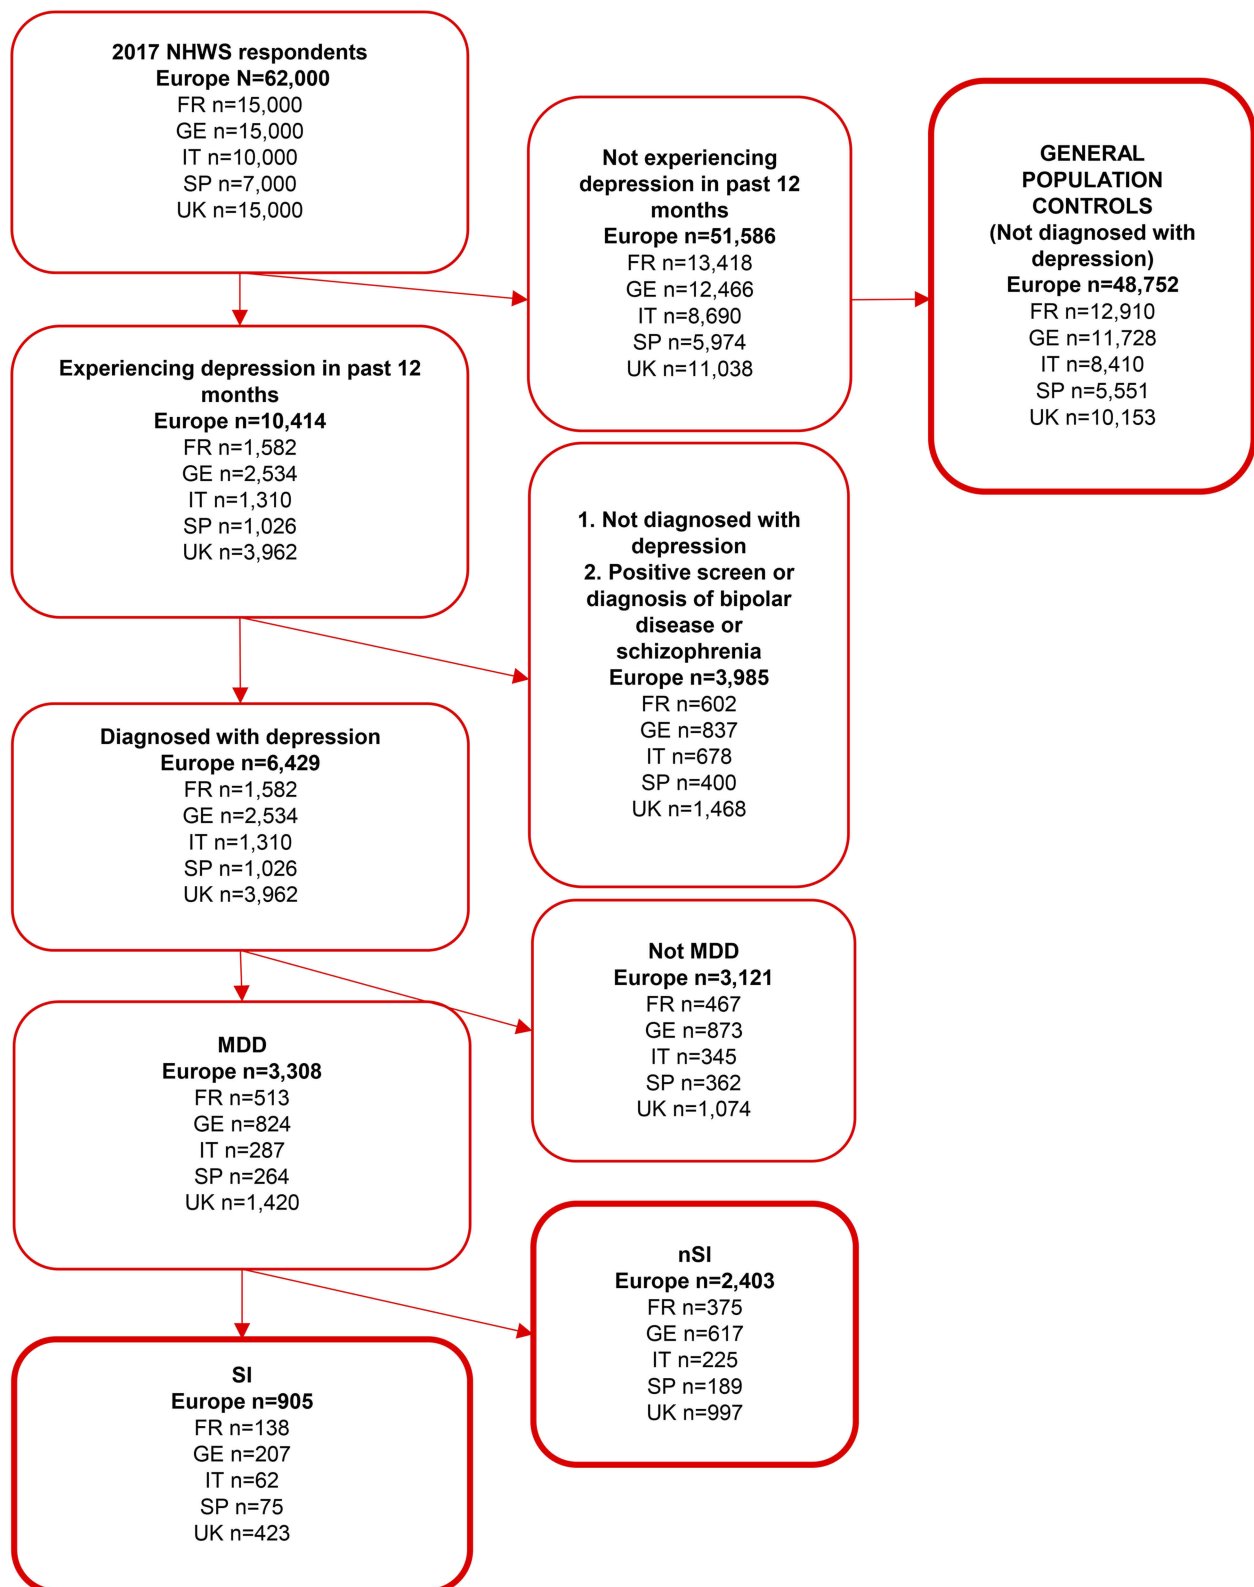 2017 NHWS respondents
Europe N=62,000
FR n=15,000
GE n=15,000
IT n=10,000
SP n=7,000
UK n=15,000
Not experiencing
depression in past 12
months
Europe n=51,586
FR n=13,418
GE n=12,466
IT n=8,690
SP n=5,974
UK n=11,038
GENERAL
POPULATION
CONTROLS
(Not diagnosed with
depression)
Europe n=48,752
FR n=12,910
GE n=11,728
IT n=8,410
SP n=5,551
UK n=10,153
Experiencing depression in past 12
months
Europe n=10,414
FR n=1,582
GE n=2,534
IT n=1,310
SP n=1,026
UK n=3,962
1. Not diagnosed with
depression
2. Positive screen or
diagnosis of bipolar
disease or
schizophrenia
Europe n=3,985
FR n=602
GE n=837
IT n=678
SP n=400
UK n=1,468
Diagnosed with depression
Europe n=6,429
FR n=1,582
GE n=2,534
IT n=1,310
SP n=1,026
UK n=3,962
Not MDD
Europe n=3,121
FR n=467
GE n=873
IT n=345
SP n=362
UK n=1,074
MDD
Europe n=3,308
FR n=513
GE n=824
IT n=287
SP n=264
UK n=1,420
nSI
Europe n=2,403
FR n=375
GE n=617
IT n=225
SP n=189
UK n=997
SI
Europe n=905
FR n=138
GE n=207
IT n=62
SP n=75
UK n=423